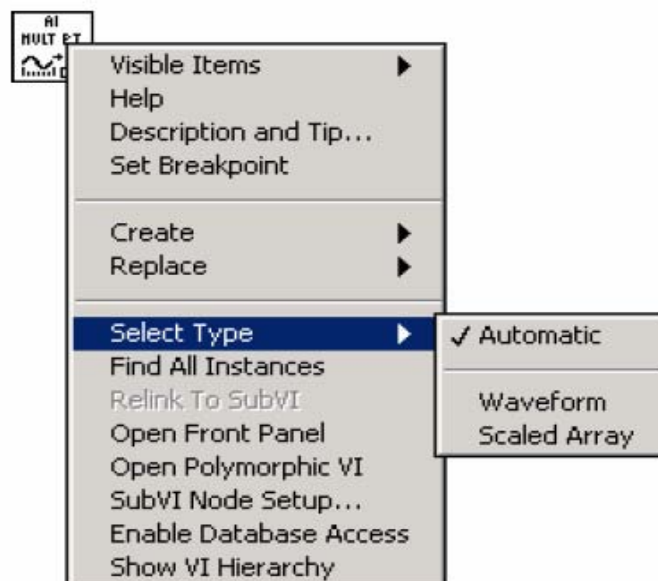 AI
MULT PT
Visible Items
Help
Description and Tip...
Set Breakpoint
Create
Replace
Select Type
Automatic
Find All Instances
Relink To SubVI
Waveform
Open Front Panel
Scaled Array
Open Polymorphic VI
SubVI Node Setup...
Enable Database Access
Show VI Hierarchy